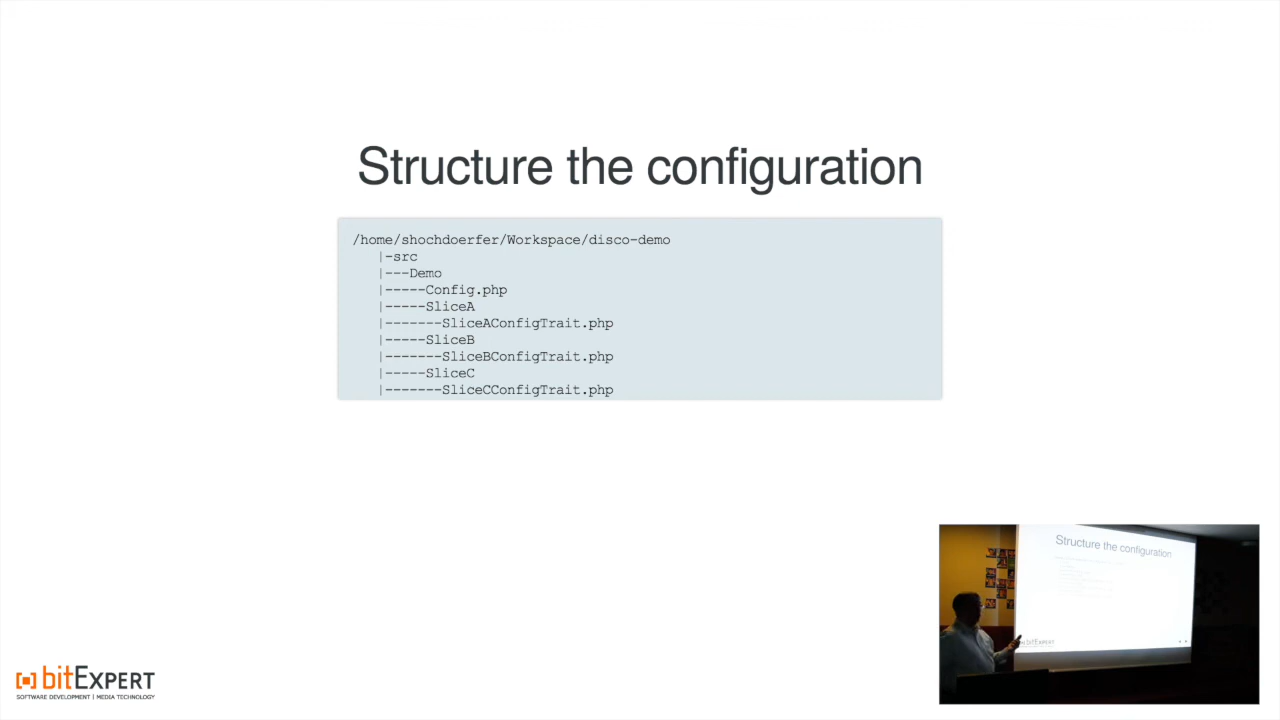 Structure the configuration
/home/shochdoerfer/Workspace/disco-demo
|-src
|---Demo
|-----Config.php
|-----SliceA
|-------SliceAConfigTrait.php
|-----SliceB
|-------SliceBConfigTrait.php
|-----SliceC
|-------SliceCConfigTrait.php
Structure the configuration
bitExpert
bitExpert
SOFTWARE DEVELOPMENT | MEDIA TECHNOLOGY